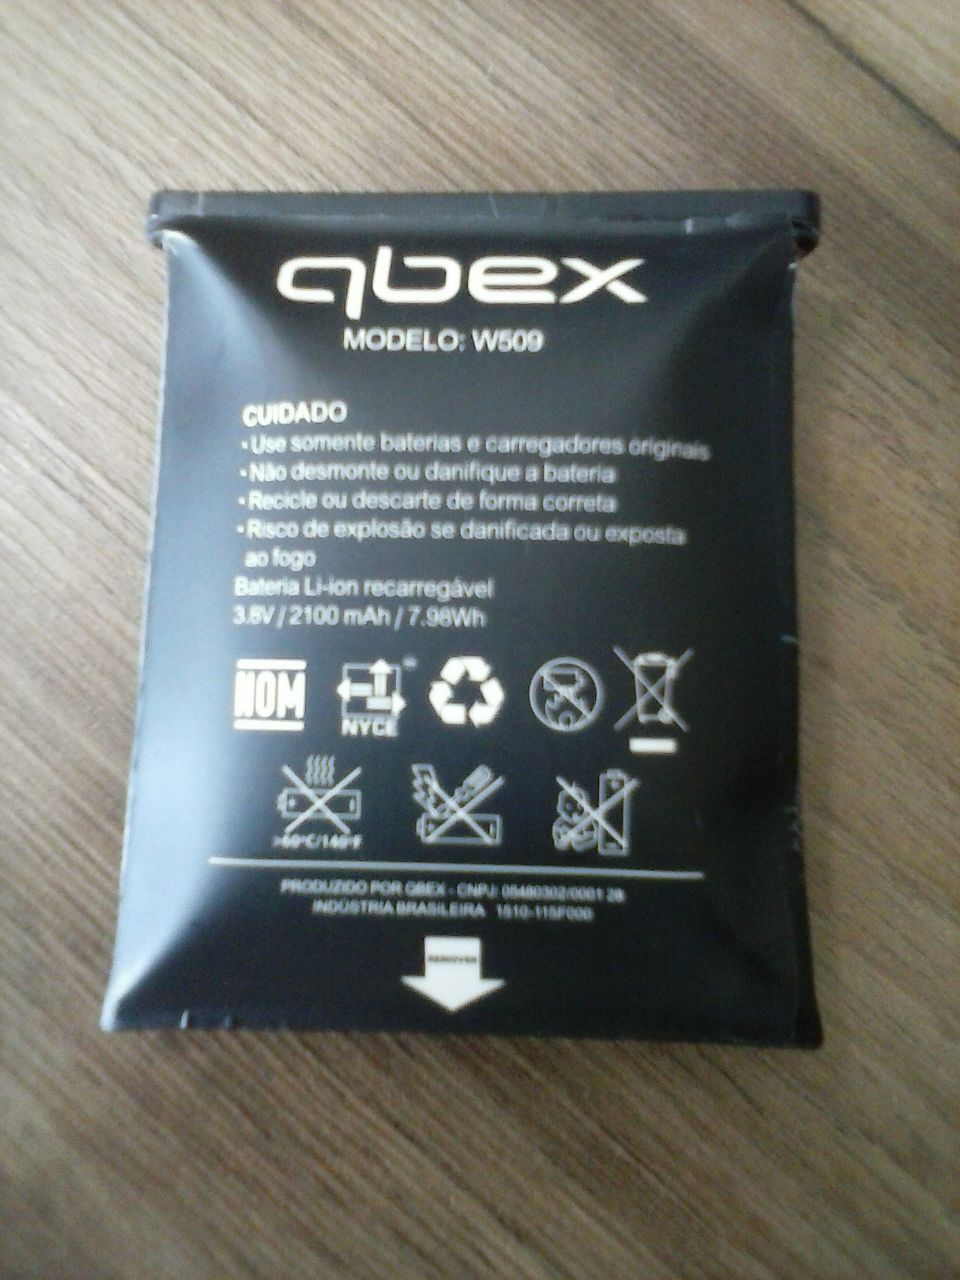 qbex
MODELO: W509
CUIDADO
•Use somente baterias e carregadores originais
•Não desmonte ou danifique a bateria
•Recicle ou descarte de forma correta
•Risco de explosão se danificada ou exposta
ao fogo
Bateria Li-ion recarregável
3.8V / 2100 mAh / 7.98Wh
NOM
NYCE
>60°C/140°F
PRODUZIDO POR QBEX - CNPJ: 05480302/0001 28
INDÚSTRIA BRASILEIRA 1510-115F000
REMOVER